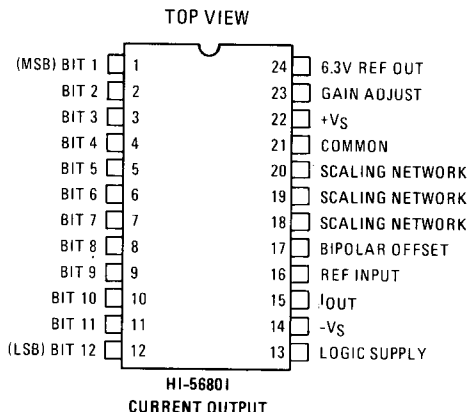 TOP VIEW
(MSB) BIT 1 1 24 6.3V REF OUT
BIT 2 2 23 GAIN ADJUST
BIT 3 3 22 +VS
BIT 4 4 21 COMMON
BIT 5 5 20 SCALING NETWORK
BIT 6 6 19 SCALING NETWORK
BIT 7 7 18 SCALING NETWORK
BIT 8 8 17 BIPOLAR OFFSET
BIT 9 9 16 REF INPUT
BIT 10 10 15 IOUT
BIT 11 11 14 -VS
(LSB) BIT 12 12 13 LOGIC SUPPLY
HI-5680I
CURRENT OUTPUT